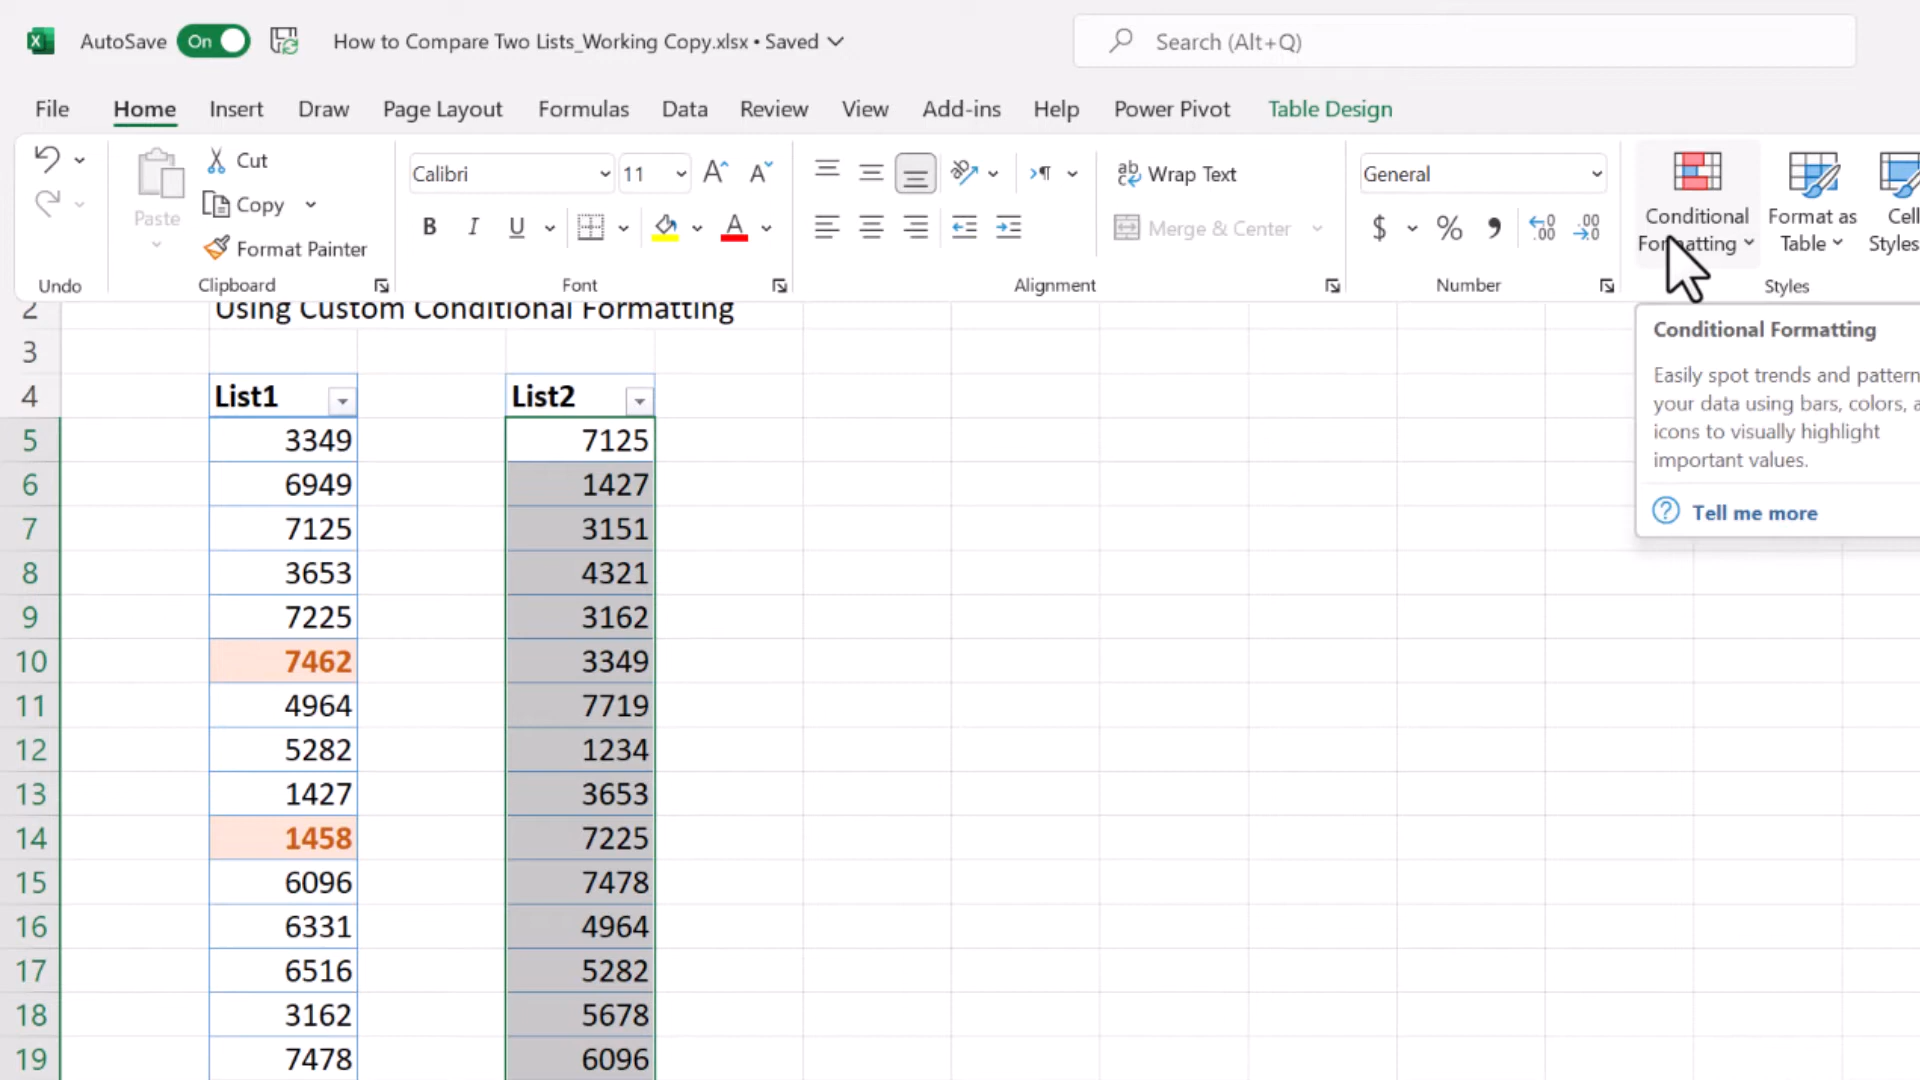 AutoSave On How to Compare Two Lists_Working Copy.xlsx • Saved Search (Alt+Q)
File Home Insert Draw Page Layout Formulas Data Review View Add-ins Help Power Pivot Table Design
Cut
Copy
Format Painter
Paste
Undo
Clipboard
Calibri 11
B I U
Font
Wrap Text
Merge & Center
Alignment
General
$ % 9 .00 .00
Number
Conditional
Formatting
Format as
Table
Cell
Styles
Styles
Conditional Formatting
Easily spot trends and pattern
your data using bars, colors, a
icons to visually highlight
important values.
Tell me more
2 Using Custom Conditional Formatting
3
4 List1 List2
5 3349 7125
6 6949 1427
7 7125 3151
8 3653 4321
9 7225 3162
10 7462 3349
11 4964 7719
12 5282 1234
13 1427 3653
14 1458 7225
15 6096 7478
16 6331 4964
17 6516 5282
18 3162 5678
19 7478 6096